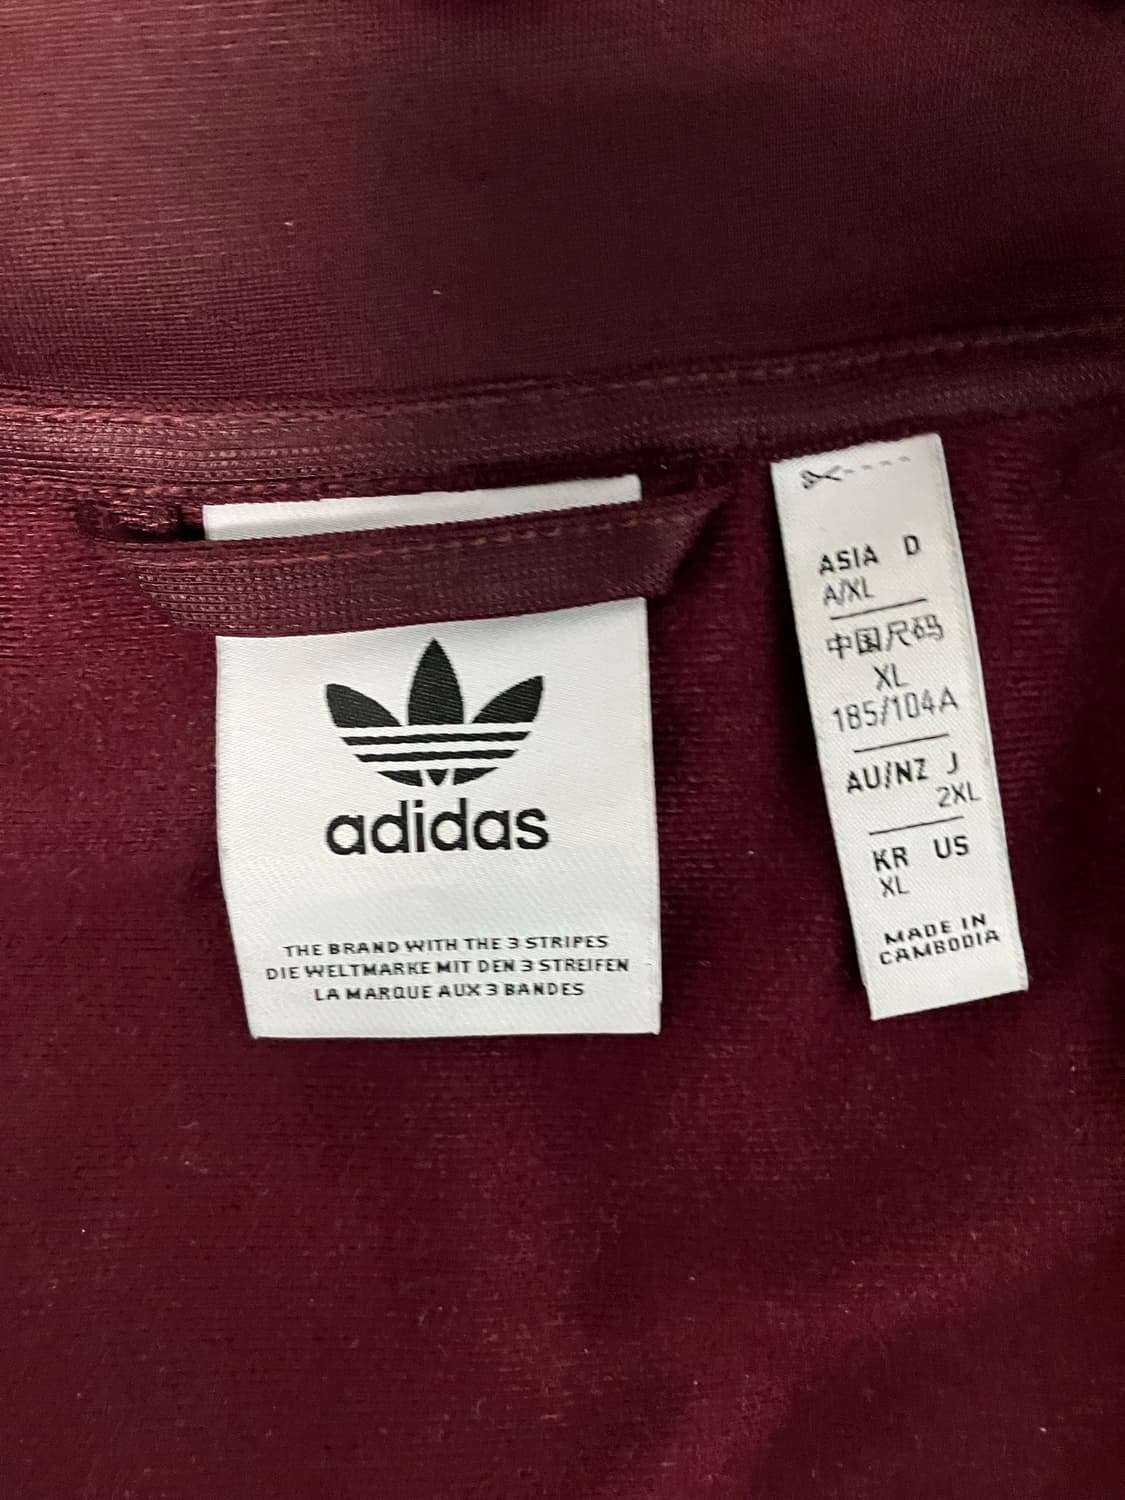 adidas
THE BRAND WITH THE 3 STRIPES
DIE WELTMARKE MIT DEN 3 STREIFEN
LA MARQUE AUX 3 BANDES
ASIA D
A/XL
中国尺码
XL
185/104A
AU/NZ J
2XL
KR US
XL
MADE IN
CAMBODIA